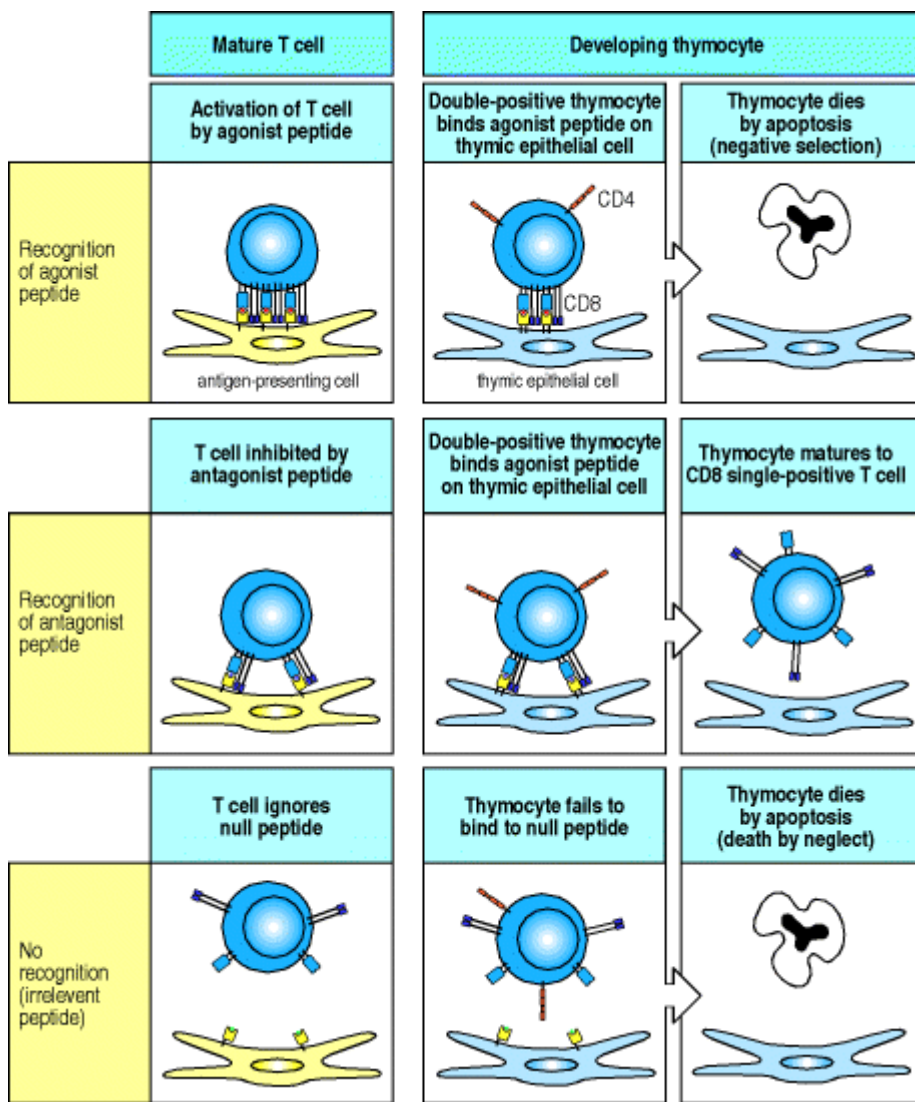 Mature T cell
Developing thymocyte
Activation of T cell
by agonist peptide
Double-positive thymocyte
binds agonist peptide on
thymic epithelial cell
Thymocyte dies
by apoptosis
(negative selection)
Recognition
of agonist
peptide
CD4
CD8
antigen-presenting cell
thymic epithelial cell
T cell inhibited by
antagonist peptide
Double-positive thymocyte
binds agonist peptide
on thymic epithelial cell
Thymocyte matures to
CD8 single-positive T cell
Recognition
of antagonist
peptide
T cell ignores
null peptide
Thymocyte fails to
bind to null peptide
Thymocyte dies
by apoptosis
(death by neglect)
No
recognition
(irrelevent
peptide)